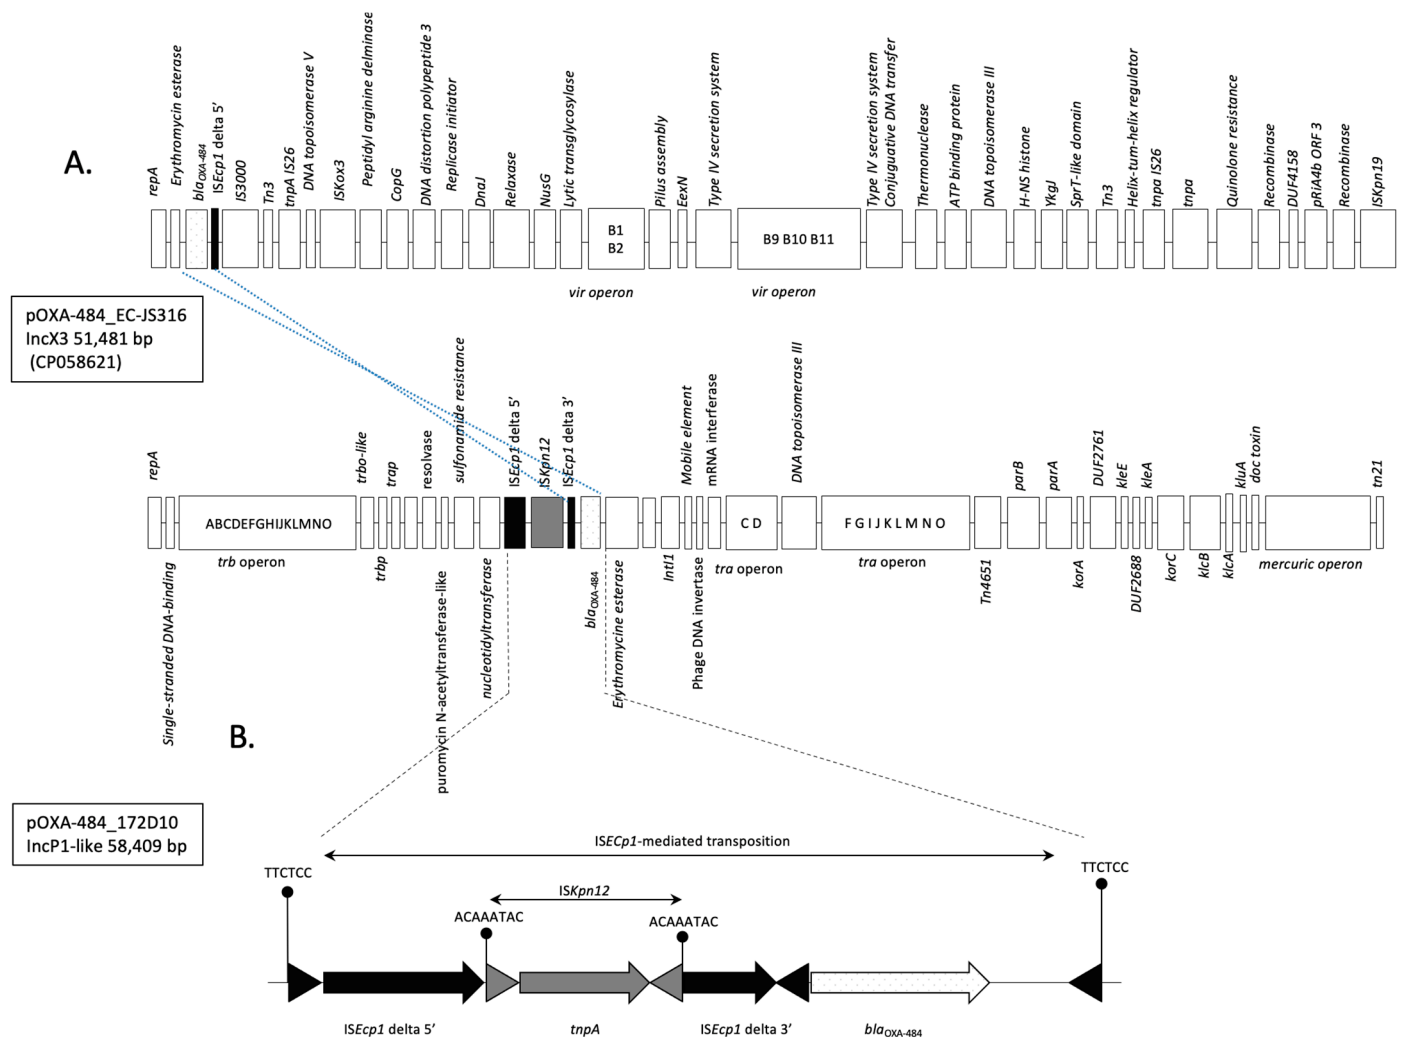 A.
repA
Erythromycin esterase
blaOXA-484
ISEcp1 delta 5’
IS3000
Tn3
tnpA IS26
DNA topoisomerase V
ISKox3
Peptidyl arginine delminase
CopG
DNA distortion polypeptide 3
Replicase initiator
DnaJ
Relaxase
NusG
Lytic transglycosylase
B1
B2
Pilus assembly
EexN
Type IV secretion system
B9 B10 B11
Type IV secretion system
Conjugative DNA transfer
Thermonuclease
ATP binding protein
DNA topoisomerase III
H-NS histone
YkgJ
SprT-like domain
Tn3
Helix-turn-helix regulator
tnpa IS26
tnpa
Quinolone resistance
Recombinase
DUF4158
pRiA4b ORF 3
Recombinase
ISKpn19
vir operon
vir operon
pOXA-484_EC-JS316
IncX3 51,481 bp
(CP058621)
repA
Single-stranded DNA-binding
ABCDEFGHIJKLMNO
trb operon
trbo-like
trbp
trap
resolvase
puromycin N-acetyltransferase-like
sulfonamide resistance
nucleotidyltransferase
ISEcp1 delta 5’
ISKpn12
ISEcp1 delta 3’
blaOXA-484
Erythromycine esterase
IntI1
Mobile element
Phage DNA invertase
mRNA interferase
C D
tra operon
DNA topoisomerase III
F G I J K L M N O
tra operon
Tn4651
parB
parA
korA
DUF2761
kleE
DUF2688
kleA
korC
klcB
klcA
kluA
doc toxin
mercuric operon
tn21
B.
pOXA-484_172D10
IncP1-like 58,409 bp
ISECp1-mediated transposition
TTCTCC
TTCTCC
ISKpn12
ACAAATAC
ACAAATAC
ISEcp1 delta 5’
tnpA
ISEcp1 delta 3’
blaOXA-484